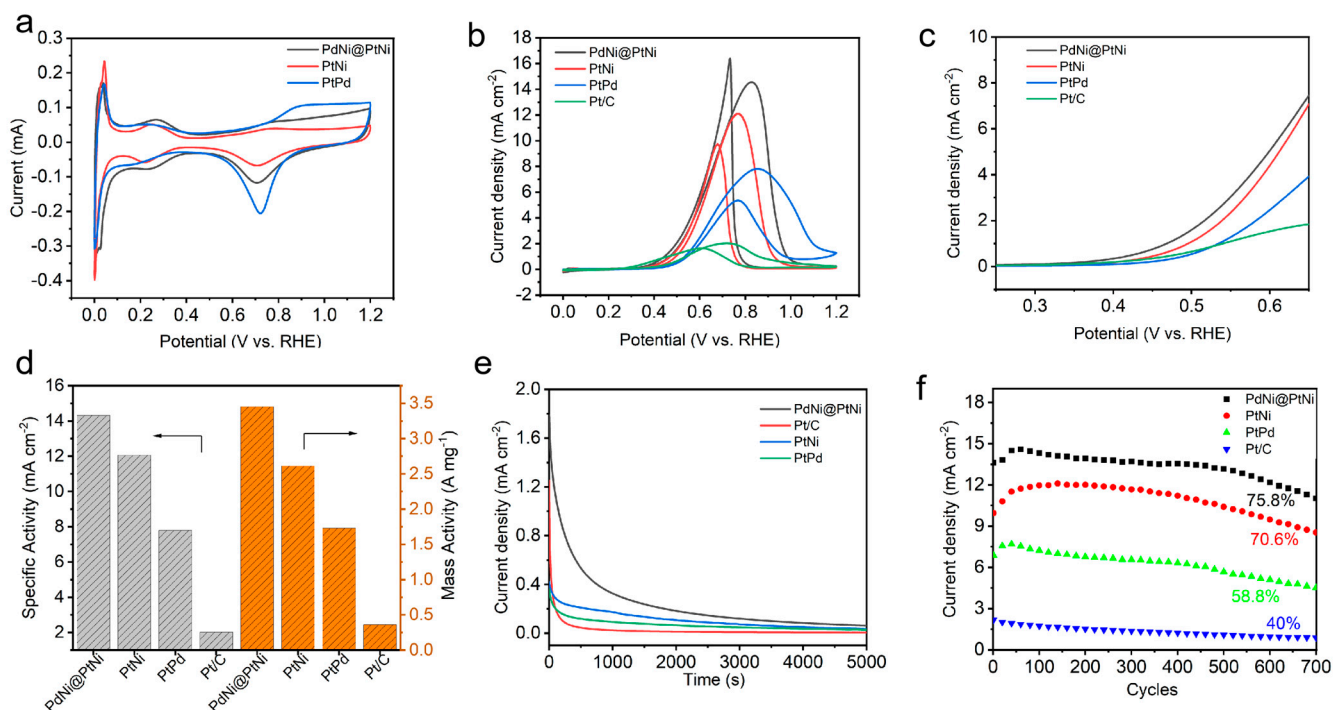 a
0.3
0.2
0.1
0.0
-0.1
-0.2
-0.3
-0.4
Current (mA)
PdNi@PtNi
PtNi
PtPd
0.0 0.2 0.4 0.6 0.8 1.0 1.2
Potential (V vs. RHE)
b
18
16
14
12
10
8
6
4
2
0
-2
Current density (mA cm⁻²)
PdNi@PtNi
PtNi
PtPd
Pt/C
0.0 0.2 0.4 0.6 0.8 1.0 1.2
Potential (V vs. RHE)
c
10
8
6
4
2
0
Current density (mA cm⁻²)
PdNi@PtNi
PtNi
PtPd
Pt/C
0.3 0.4 0.5 0.6
Potential (V vs. RHE)
d
16
14
12
10
8
6
4
2
Specific Activity (mA cm⁻²)
3.5
3.0
2.5
2.0
1.5
1.0
0.5
0.0
Mass Activity (A mg⁻¹)
PdNi@PtNi PtNi PtPd Pt/C PdNi@PtNi PtNi PtPd Pt/C
e
2.0
1.6
1.2
0.8
0.4
0.0
Current density (mA cm⁻²)
PdNi@PtNi
Pt/C
PtNi
PtPd
0 1000 2000 3000 4000 5000
Time (s)
f
18
15
12
9
6
3
0
Current density (mA cm⁻²)
PdNi@PtNi
PtNi
PtPd
Pt/C
75.8%
70.6%
58.8%
40%
0 100 200 300 400 500 600 700
Cycles